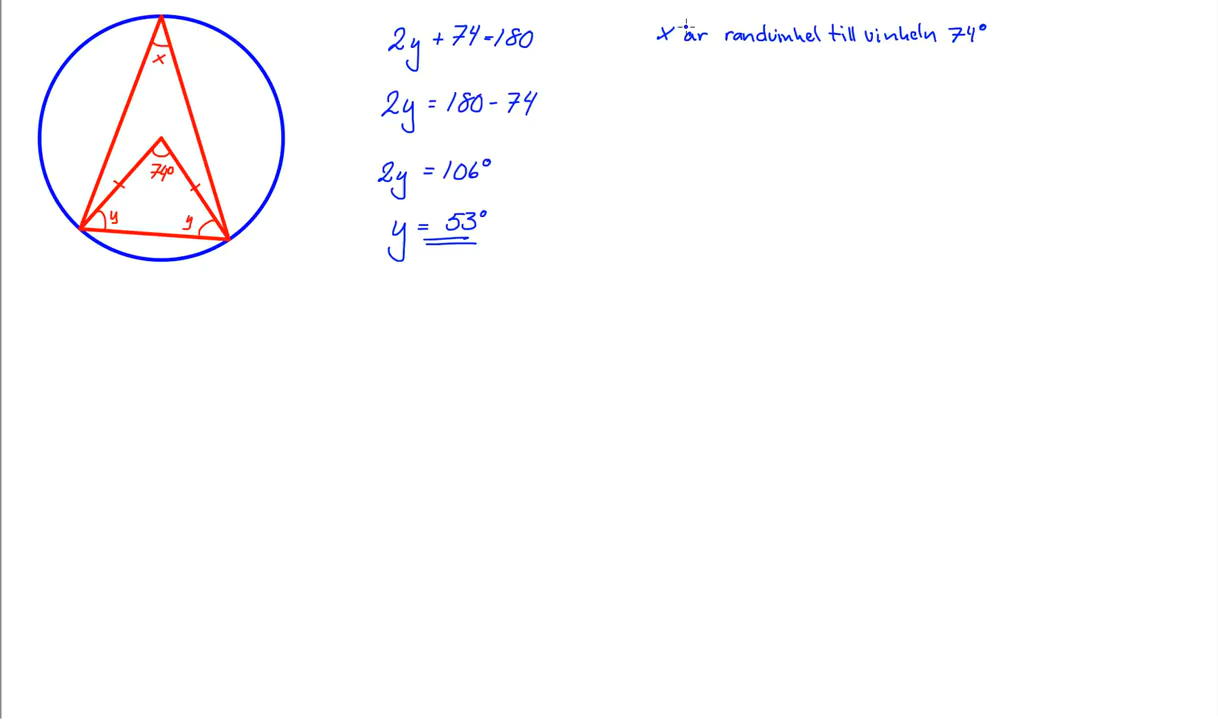 x
74°
y
y
2y + 74 = 180
2y = 180 - 74
2y = 106°
y = 53°
x är randvinkel till vinkeln 74°